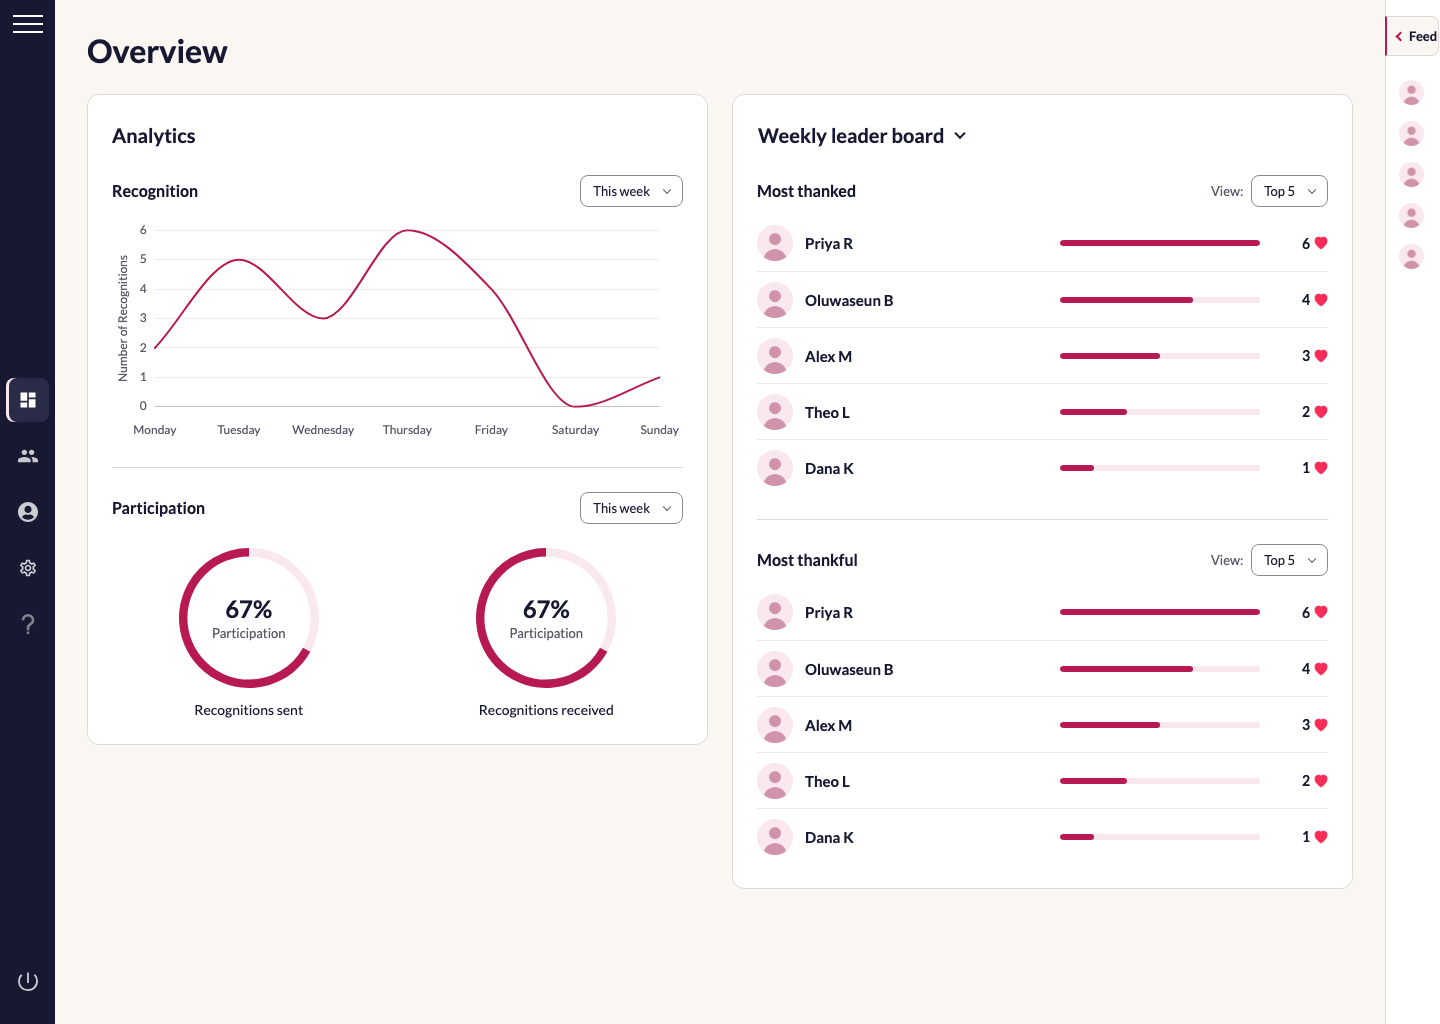 Overview
Feed
Analytics
Recognition
This week
Number of Recognitions
6
5
4
3
2
1
0
Monday Tuesday Wednesday Thursday Friday Saturday Sunday
Participation
This week
67%
Participation
Recognitions sent
67%
Participation
Recognitions received
Weekly leader board
Most thanked
View: Top 5
Priya R 6
Oluwaseun B 4
Alex M 3
Theo L 2
Dana K 1
Most thankful
View: Top 5
Priya R 6
Oluwaseun B 4
Alex M 3
Theo L 2
Dana K 1